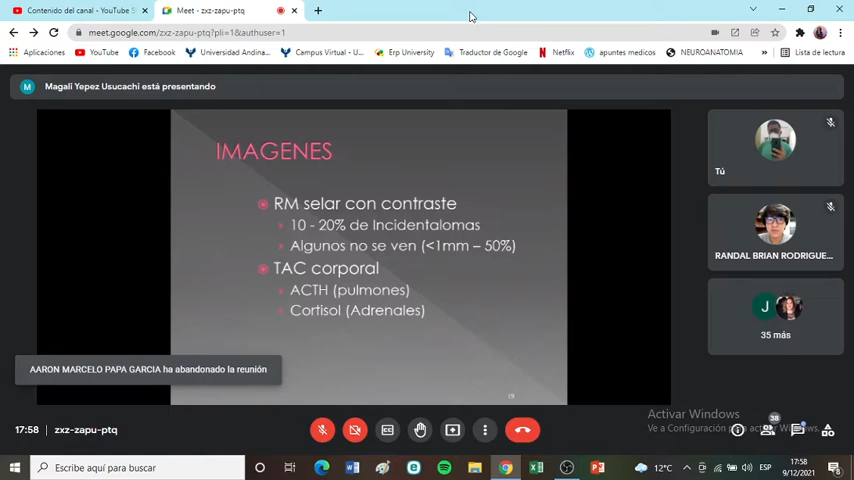 Contenido del canal - YouTube St
Meet - zxz-zapu-ptq
meet.google.com/zxz-zapu-ptq?pli=1&authuser=1
Aplicaciones
YouTube
Facebook
Universidad Andina...
Campus Virtual - U...
Erp University
Traductor de Google
Netflix
apuntes medicos
NEUROANATOMIA
Lista de lectura
M
Magali Yepez Usucachi está presentando
IMAGENES
RM selar con contraste
10 - 20% de Incidentalomas
Algunos no se ven (<1mm – 50%)
TAC corporal
ACTH (pulmones)
Cortisol (Adrenales)
19
Tú
RANDAL BRIAN RODRIGUE...
J
35 más
AARON MARCELO PAPA GARCIA ha abandonado la reunión
Activar Windows
Ve a Configuración para activar Windows.
17:58
zxz-zapu-ptq
38
Escribe aquí para buscar
12°C
ESP
17:58
9/12/2021